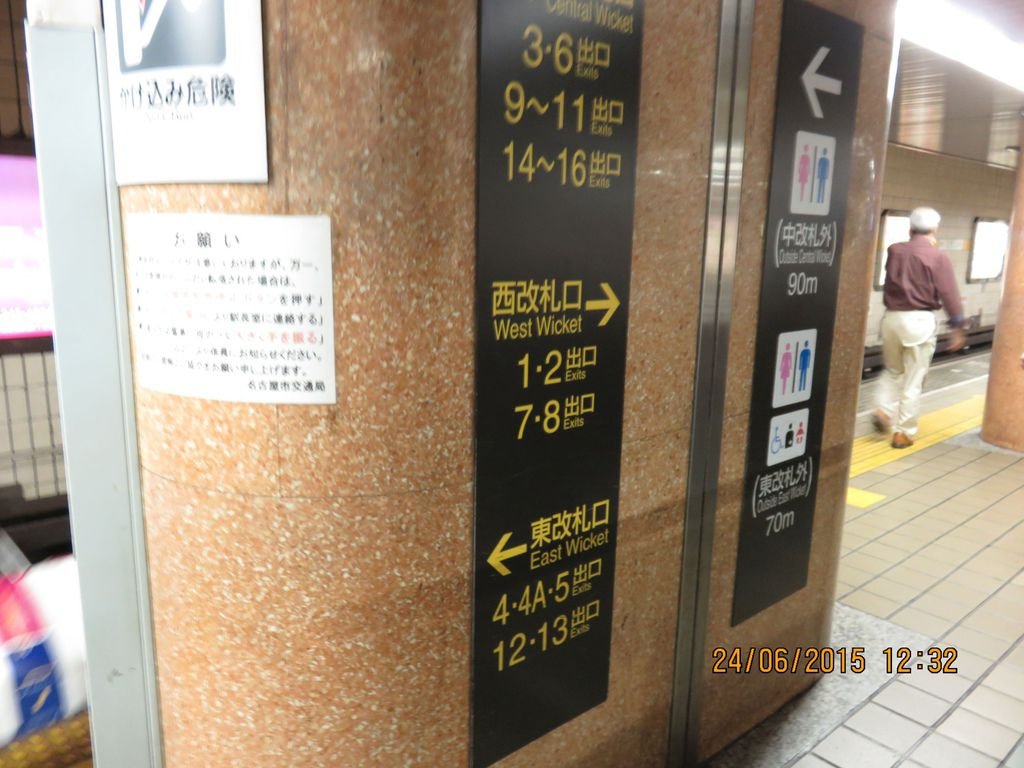 かけ込み危険
お願い
名古屋市交通局
Central Wicket
3・6出口
Exits
9～11出口
Exits
14～16出口
Exits
西改札口
West Wicket
1・2出口
Exits
7・8出口
Exits
東改札口
East Wicket
4・4A・5出口
Exits
12・13出口
Exits
(中改札外)
(Outside Central Wicket)
90m
(東改札外)
(Outside East Wicket)
70m
24/06/2015 12:32